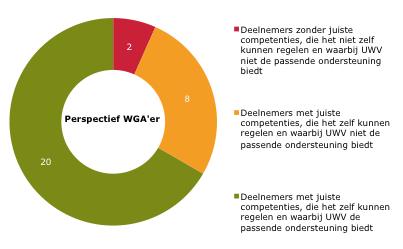 2
8
20
Perspectief WGA'er
Deelnemers zonder juiste
competenties, die het niet zelf
kunnen regelen en waarbij UWV
niet de passende ondersteuning
biedt
Deelnemers met juiste
competenties, die het zelf kunnen
regelen en waarbij UWV niet de
passende ondersteuning biedt
Deelnemers met juiste
competenties, die het zelf kunnen
regelen en waarbij UWV de
passende ondersteuning biedt